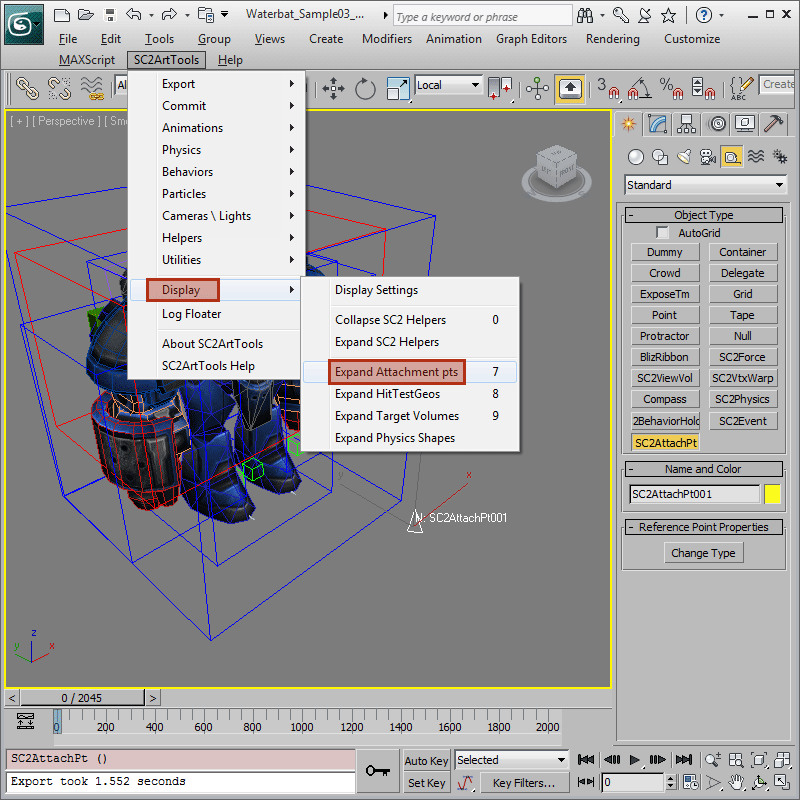 Waterbat_Sample03_...
Type a keyword or phrase
File Edit Tools Group Views Create Modifiers Animation Graph Editors Rendering Customize
MAXScript SC2ArtTools Help
Al
Local
3
%
ABC
Create
[ + ] [ Perspective ] [ Smo
Export
Commit
Animations
Physics
Behaviors
Particles
Cameras \ Lights
Helpers
Utilities
Display
Log Floater
About SC2ArtTools
SC2ArtTools Help
Display Settings
Collapse SC2 Helpers 0
Expand SC2 Helpers
Expand Attachment pts 7
Expand HitTestGeos 8
Expand Target Volumes 9
Expand Physics Shapes
FRONT
y
x
N: SC2AttachPt001
z
y
x
Standard
- Object Type
AutoGrid
Dummy Container
Crowd Delegate
ExposeTm Grid
Point Tape
Protractor Null
BlizRibbon SC2Force
SC2ViewVol SC2VtxWarp
Compass SC2Physics
2BehaviorHold SC2Event
SC2AttachPt
- Name and Color
SC2AttachPt001
- Reference Point Properties
Change Type
< 0 / 2045 >
0 200 400 600 800 1000 1200 1400 1600 1800 2000
SC2AttachPt ()
Export took 1.552 seconds
Auto Key Selected
Set Key Key Filters...
0